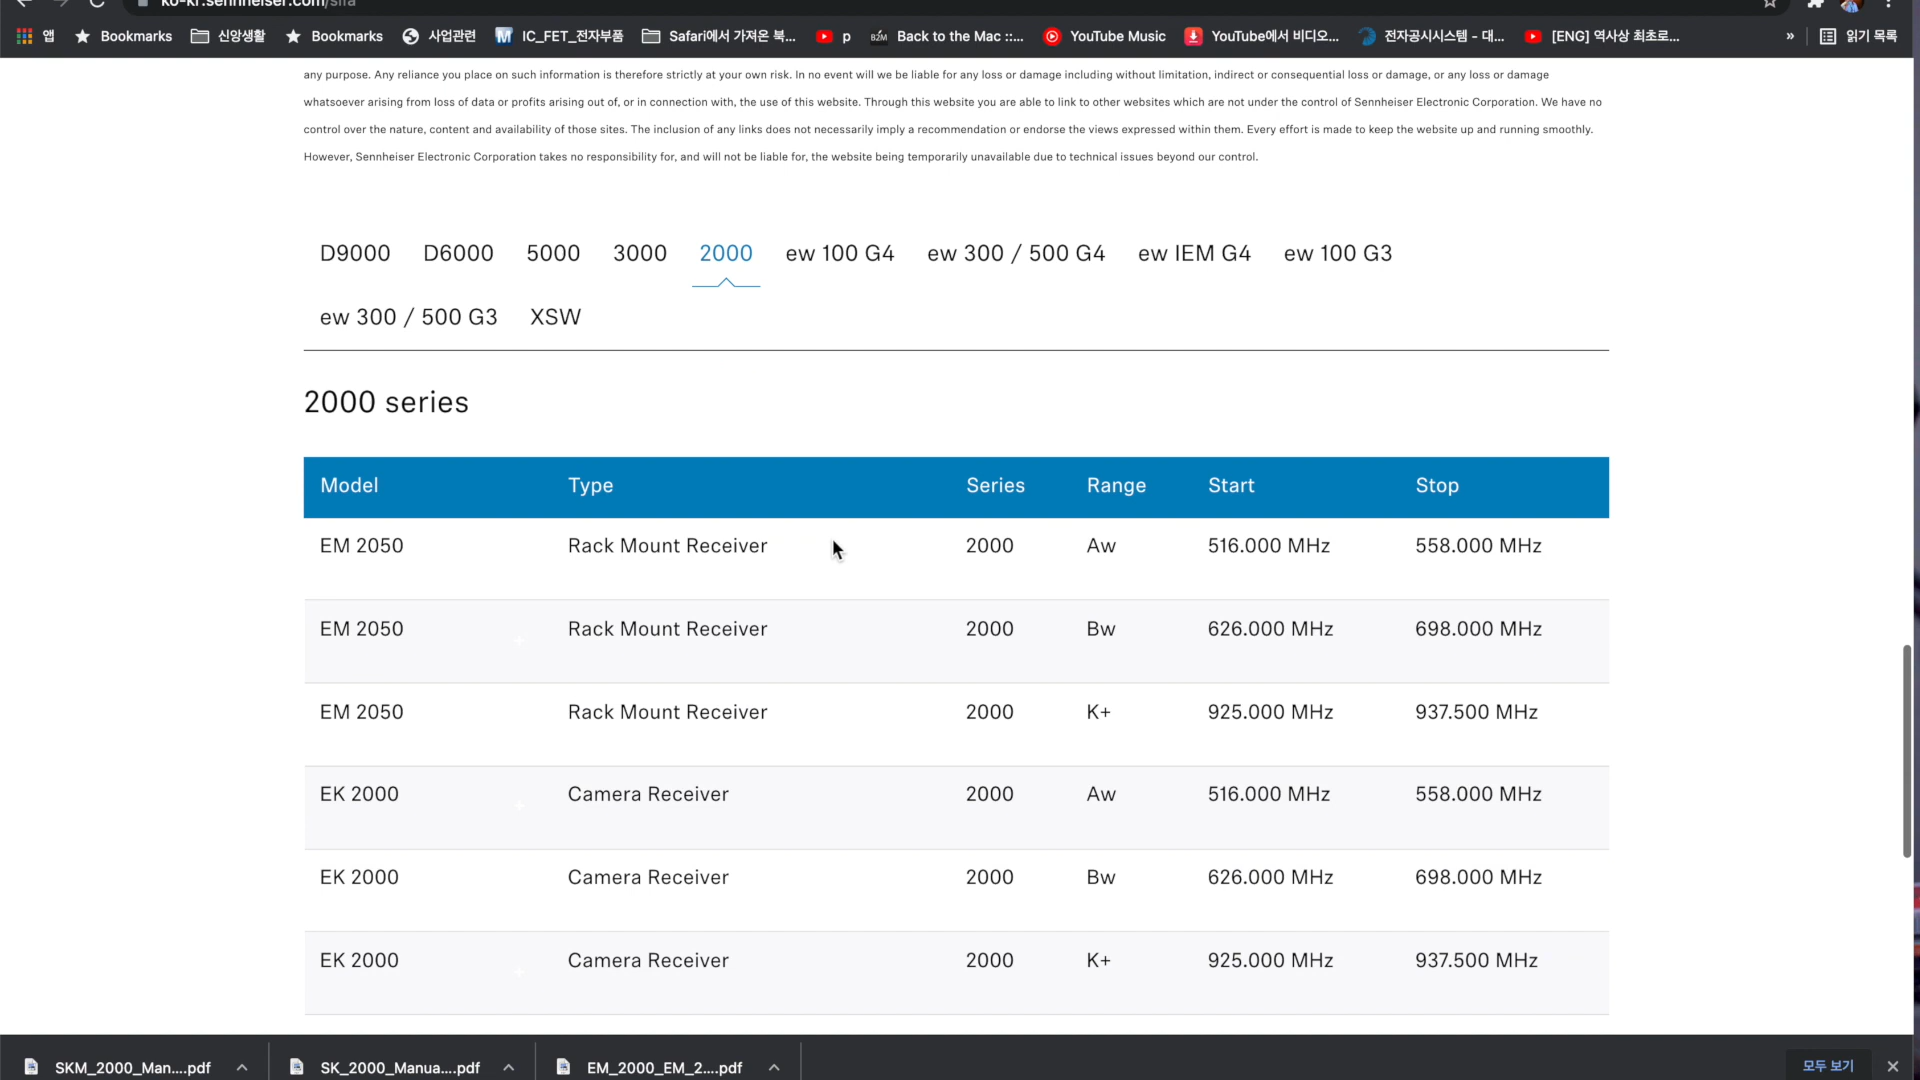 ko-kr.sennheiser.com/sifa
앱 Bookmarks 신앙생활 Bookmarks 사업관련 IC_FET_전자부품 Safari에서 가져온 북... p Back to the Mac ::... YouTube Music YouTube에서 비디오... 전자공시시스템 - 대... [ENG] 역사상 최초로... » 읽기 목록
any purpose. Any reliance you place on such information is therefore strictly at your own risk. In no event will we be liable for any loss or damage including without limitation, indirect or consequential loss or damage, or any loss or damage
whatsoever arising from loss of data or profits arising out of, or in connection with, the use of this website. Through this website you are able to link to other websites which are not under the control of Sennheiser Electronic Corporation. We have no
control over the nature, content and availability of those sites. The inclusion of any links does not necessarily imply a recommendation or endorse the views expressed within them. Every effort is made to keep the website up and running smoothly.
However, Sennheiser Electronic Corporation takes no responsibility for, and will not be liable for, the website being temporarily unavailable due to technical issues beyond our control.
D9000 D6000 5000 3000 2000 ew 100 G4 ew 300 / 500 G4 ew IEM G4 ew 100 G3
ew 300 / 500 G3 XSW
2000 series
Model Type Series Range Start Stop
EM 2050 Rack Mount Receiver 2000 Aw 516.000 MHz 558.000 MHz
EM 2050 Rack Mount Receiver 2000 Bw 626.000 MHz 698.000 MHz
EM 2050 Rack Mount Receiver 2000 K+ 925.000 MHz 937.500 MHz
EK 2000 Camera Receiver 2000 Aw 516.000 MHz 558.000 MHz
EK 2000 Camera Receiver 2000 Bw 626.000 MHz 698.000 MHz
EK 2000 Camera Receiver 2000 K+ 925.000 MHz 937.500 MHz
SKM_2000_Man....pdf SK_2000_Manua....pdf EM_2000_EM_2....pdf 모두 보기